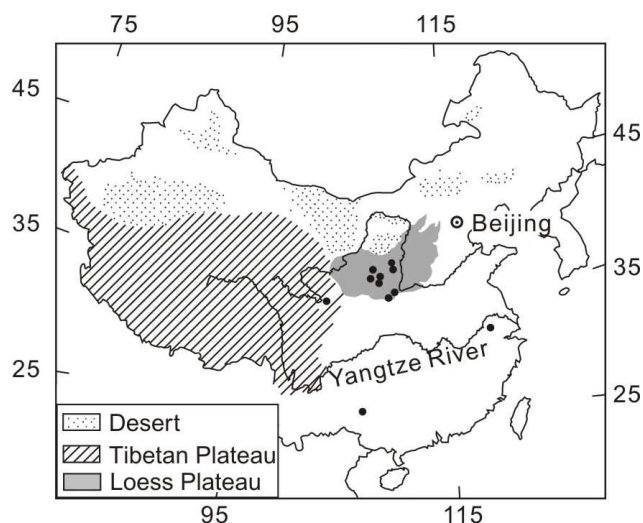 75
95
115
45
45
35
Beijing
35
Yangtze River
25
25
Desert
Tibetan Plateau
Loess Plateau
95
115